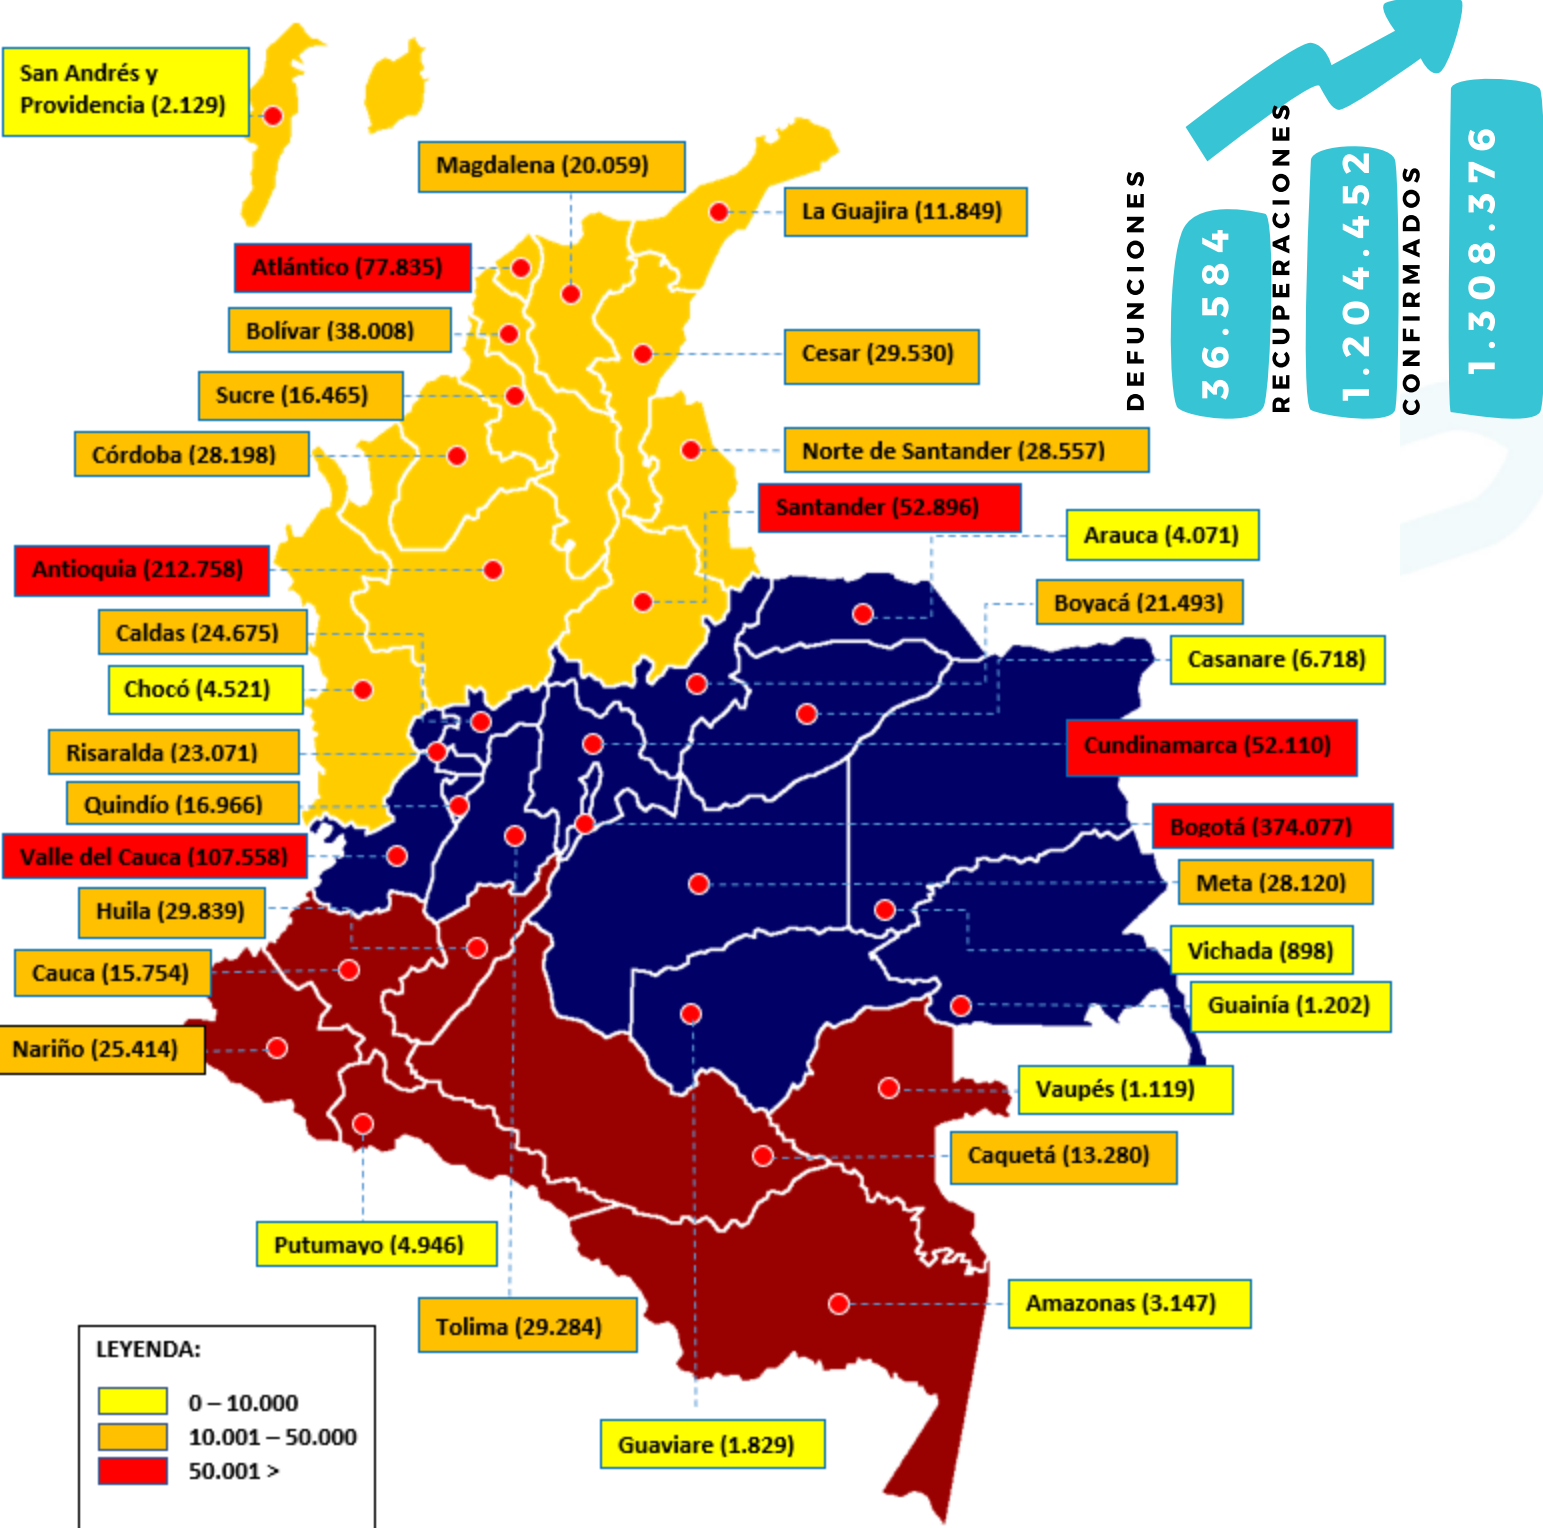 San Andrés y
Providencia (2.129)
Magdalena (20.059)
La Guajira (11.849)
Atlántico (77.835)
Bolívar (38.008)
Cesar (29.530)
Sucre (16.465)
Córdoba (28.198)
Norte de Santander (28.557)
Santander (52.896)
Arauca (4.071)
Antioquia (212.758)
Boyacá (21.493)
Caldas (24.675)
Casanare (6.718)
Chocó (4.521)
Cundinamarca (52.110)
Risaralda (23.071)
Quindío (16.966)
Bogotá (374.077)
Valle del Cauca (107.558)
Meta (28.120)
Huila (29.839)
Vichada (898)
Cauca (15.754)
Guainía (1.202)
Nariño (25.414)
Vaupés (1.119)
Caquetá (13.280)
Putumayo (4.946)
Amazonas (3.147)
Tolima (29.284)
Guaviare (1.829)
DEFUNCIONES
36.584
RECUPERACIONES
1.204.452
CONFIRMADOS
1.308.376
LEYENDA:
0 – 10.000
10.001 – 50.000
50.001 >